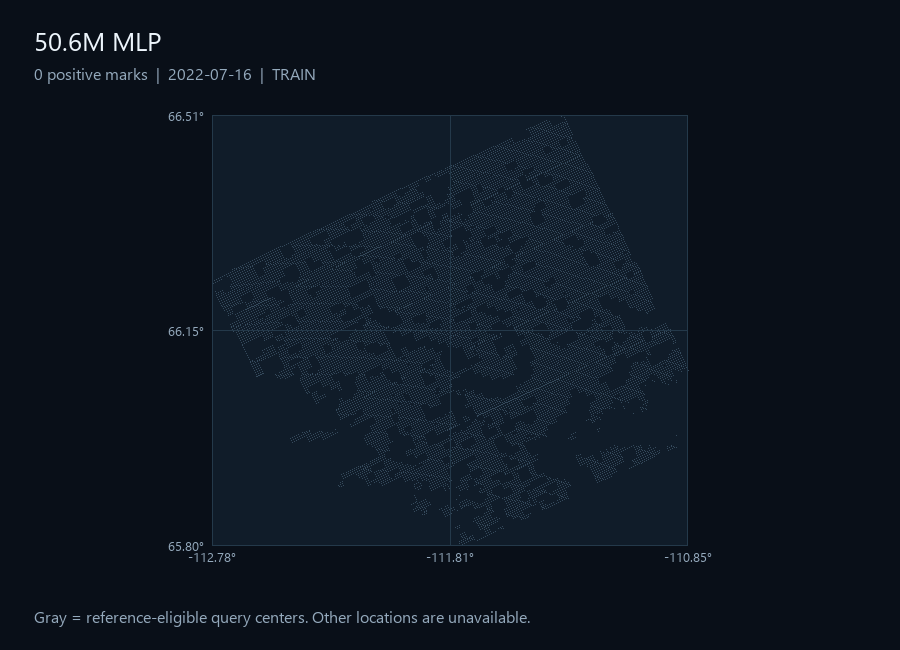 50.6M MLP
0 positive marks | 2022-07-16 | TRAIN
66.51°
66.15°
65.80°
-112.78°
-111.81°
-110.85°
Gray = reference-eligible query centers. Other locations are unavailable.